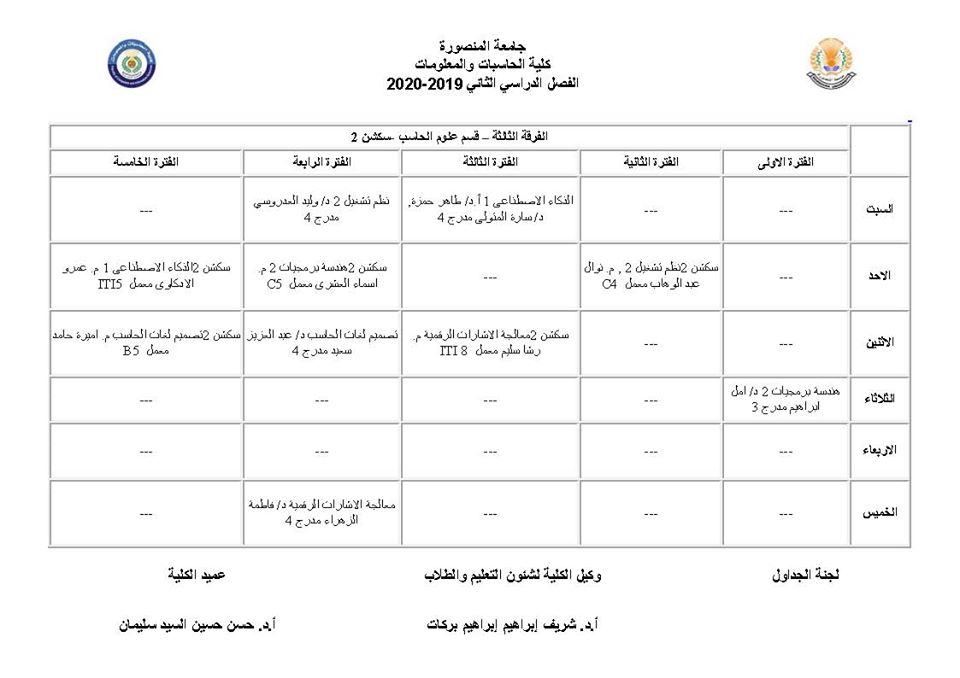 جامعة المنصورة
كلية الحاسبات والمعلومات
الفصل الدراسي الثاني 2019-2020
الفرقة الثالثة – قسم علوم الحاسب -سكشن 2
الفترة الاولى الفترة الثانية الفترة الثالثة الفترة الرابعة الفترة الخامسة
السبت
---
---
الذكاء الاصطناعى 1 أ.د/ طاهر حمزة,
د/ سارة المتولى مدرج 4
نظم تشغيل 2 د/ وليد العدروسي
مدرج 4
---
الاحد
---
سكشن 2نظم تشغيل 2 , م. نوال
عبد الوهاب معمل C4
---
سكشن 2هندسة برمجيات 2 م.
اسماء العشرى معمل C5
سكشن 2الذكاء الاصطناعى 1 م. عمرو
الادكاوى معمل ITI5
الاثنين
---
---
سكشن 2معالجة الاشارات الرقمية م.
رشا سليم معمل ITI 8
تصميم لغات الحاسب د/ عبد العزيز
سعيد مدرج 4
سكشن 2تصميم لغات الحاسب م. اميرة حامد
معمل B5
الثلاثاء
هندسة برمجيات 2 د/ امل
ابراهيم مدرج 3
---
---
---
---
الاربعاء
---
---
---
---
---
الخميس
---
---
---
معالجة الاشارات الرقمية د/ فاطمة
الزهراء مدرج 4
---
لجنة الجداول وكيل الكلية لشئون التعليم والطلاب عميد الكلية
أ.د. شريف إبراهيم إبراهيم بركات أ.د. حسن حسين السيد سليمان